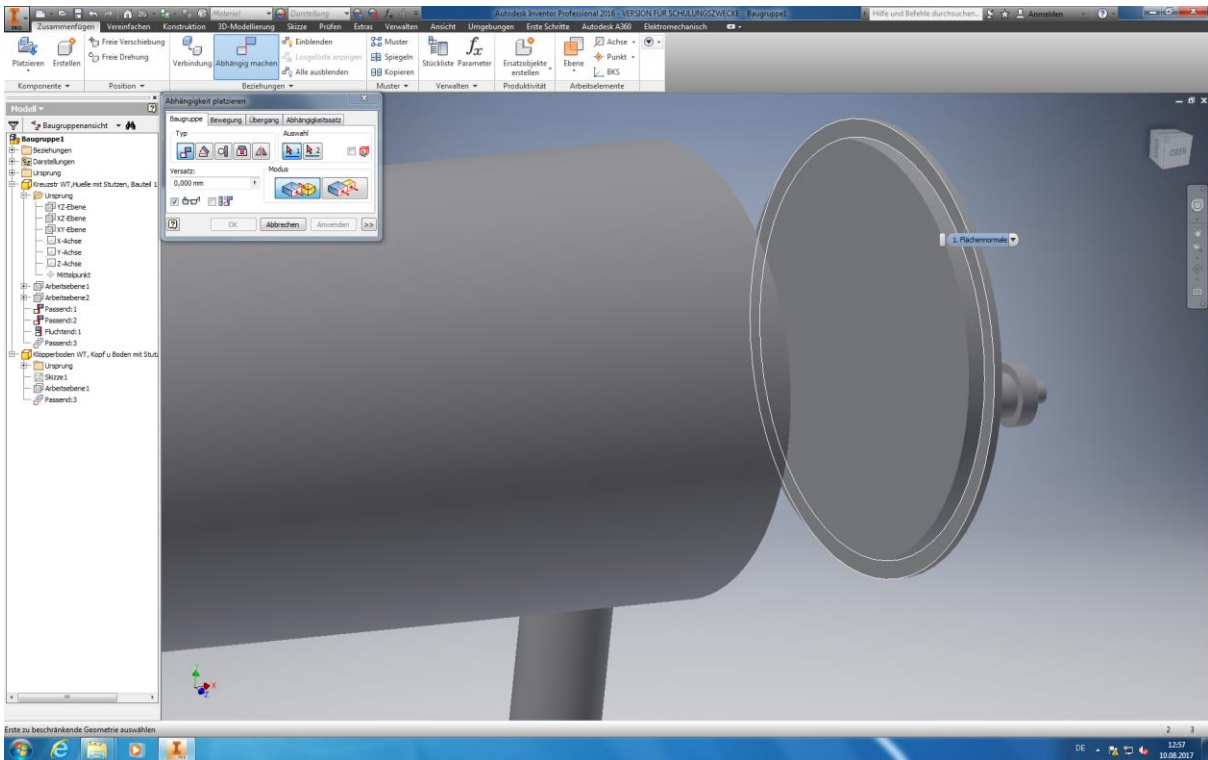 PRO
Material
Darstellung
Autodesk Inventor Professional 2016 - VERSION FÜR SCHULUNGSZWECKE Baugruppe1
Hilfe und Befehle durchsuchen...
Anmelden
Zusammenfügen Vereinfachen Konstruktion 3D-Modellierung Skizze Prüfen Extras Verwalten Ansicht Umgebungen Erste Schritte Autodesk A360 Elektromechanisch
Platzieren
Erstellen
Freie Verschiebung
Freie Drehung
Verbindung
Abhängig machen
Einblenden
Losgelöste anzeigen
Alle ausblenden
Muster
Spiegeln
Kopieren
Stückliste
Parameter
Ersatzobjekte
erstellen
Ebene
Achse
Punkt
BKS
Komponente Position Beziehungen Muster Verwalten Produktivität Arbeitselemente
Modell
Baugruppenansicht
Baugruppe1
Beziehungen
Darstellungen
Ursprung
Kreuzstr WT,Huelle mit Stutzen, Bauteil 1
Ursprung
YZ-Ebene
XZ-Ebene
XY-Ebene
X-Achse
Y-Achse
Z-Achse
Mittelpunkt
Arbeitsebene1
Arbeitsebene2
Passend:1
Passend:2
Fluchtend:1
Passend:3
Klöpperboden WT, Kopf u Boden mit Stutz
Ursprung
Skizze1
Arbeitsebene1
Passend:3
Abhängigkeit platzieren
Baugruppe Bewegung Übergang Abhängigkeitssatz
Typ
Auswahl
1
2
Versatz:
0,000 mm
Modus
OK Abbrechen Anwenden >>
OBEN
1. Flächennormale
Y
X
Z
Erste zu beschränkende Geometrie auswählen
2 3
DE
12:57
10.08.2017